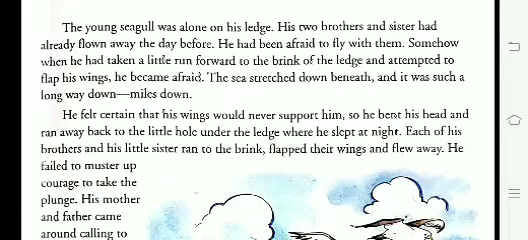 The young seagull was alone on his ledge. His two brothers and sister had
already flown away the day before. He had been afraid to fly with them. Somehow
when he had taken a little run forward to the brink of the ledge and attempted to
flap his wings, he became afraid. The sea stretched down beneath, and it was such a
long way down—miles down.
He felt certain that his wings would never support him, so he bent his head and
ran away back to the little hole under the ledge where he slept at night. Each of his
brothers and his little sister ran to the brink, flapped their wings and flew away. He
failed to muster up
courage to take the
plunge. His mother
and father came
around calling to